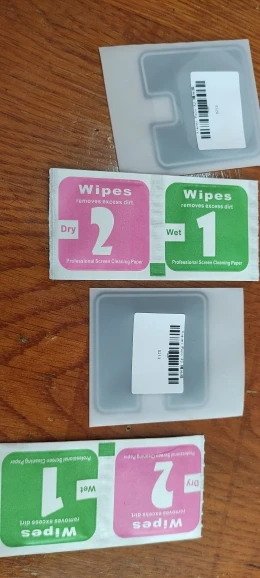 Wipes
removes excess dirt
Dry
2
Professional Screen Cleaning Paper
Wipes
removes excess dirt
Wet
1
Professional Screen Cleaning Paper
Wipes
removes excess dirt
Dry
2
Professional Screen Cleaning Paper
Wipes
removes excess dirt
Wet
1
Professional Screen Cleaning Paper